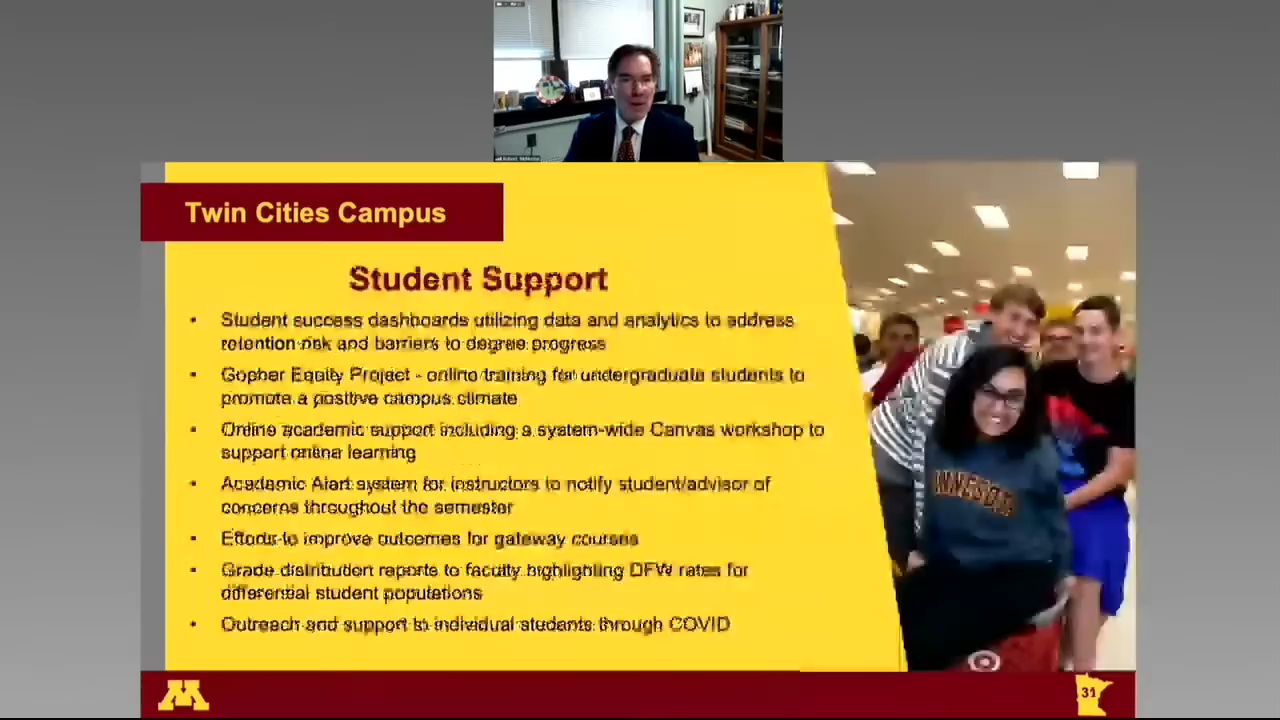 Twin Cities Campus
Student Support
• Student success dashboards utilizing data and analytics to address
retention risk and barriers to degree progress
• Gopher Equity Project - online training for undergraduate students to
promote a positive campus climate
• Online academic support including a system-wide Canvas workshop to
support online learning
• Academic Alert system for instructors to notify student/advisor of
concerns throughout the semester
• Efforts to improve outcomes for gateway courses
• Grade distribution reports to faculty highlighting DFW rates for
differential student populations
• Outreach and support to individual students through COVID
INNESOT
M
31